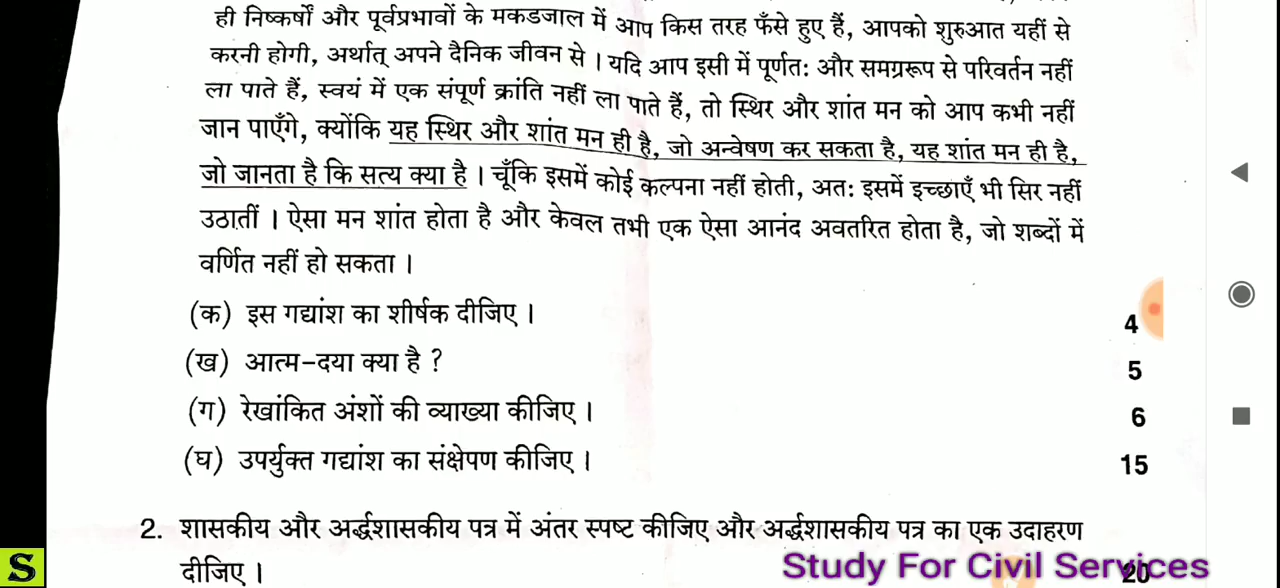 ही निष्कर्षों और पूर्वप्रभावों के मकडजाल में आप किस तरह फँसे हुए हैं, आपको शुरुआत यहीं से
करनी होगी, अर्थात् अपने दैनिक जीवन से । यदि आप इसी में पूर्णत: और समग्ररूप से परिवर्तन नहीं
ला पाते हैं, स्वयं में एक संपूर्ण क्रांति नहीं ला पाते हैं, तो स्थिर और शांत मन को आप कभी नहीं
जान पाएँगे, क्योंकि यह स्थिर और शांत मन ही है, जो अन्वेषण कर सकता है, यह शांत मन ही है,
जो जानता है कि सत्य क्या है । चूँकि इसमें कोई कल्पना नहीं होती, अत: इसमें इच्छाएँ भी सिर नहीं
उठातीं । ऐसा मन शांत होता है और केवल तभी एक ऐसा आनंद अवतरित होता है, जो शब्दों में
वर्णित नहीं हो सकता ।
(क) इस गद्यांश का शीर्षक दीजिए । 4
(ख) आत्म-दया क्या है ? 5
(ग) रेखांकित अंशों की व्याख्या कीजिए । 6
(घ) उपर्युक्त गद्यांश का संक्षेपण कीजिए । 15
2. शासकीय और अर्द्धशासकीय पत्र में अंतर स्पष्ट कीजिए और अर्द्धशासकीय पत्र का एक उदाहरण
दीजिए । 20
Study For Civil Services
S